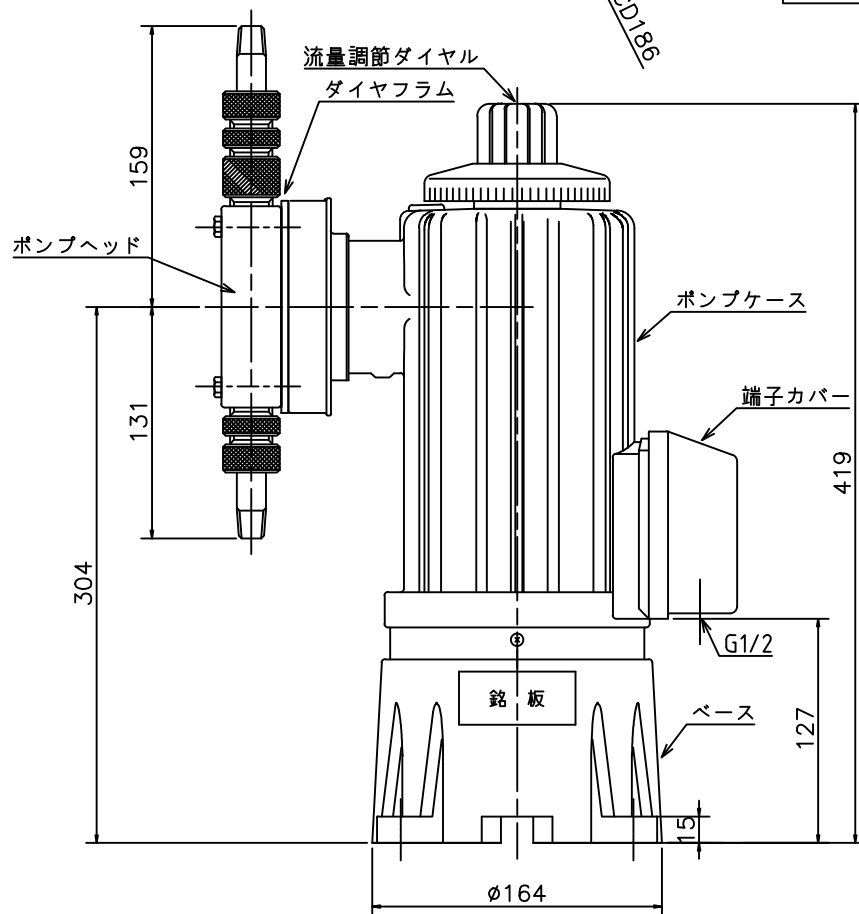 CD186
流量調節ダイヤル
ダイヤフラム
159
ポンプヘッド
ポンプケース
端子カバー
131
419
304
G1/2
銘 板
ベース
127
15
φ164